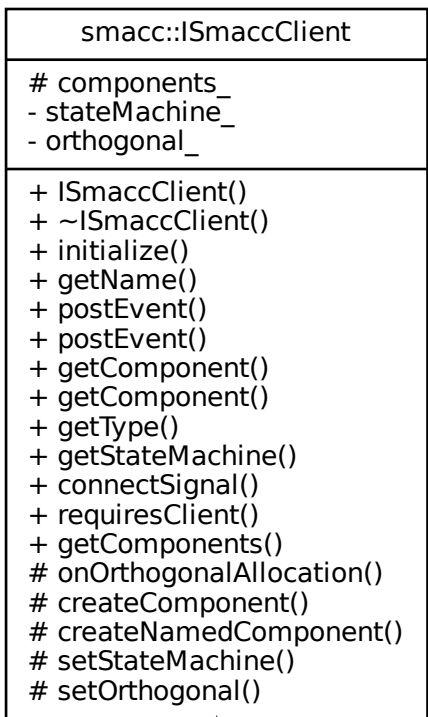 smacc::ISmaccClient
# components_
- stateMachine_
- orthogonal_
+ ISmaccClient()
+ ~ISmaccClient()
+ initialize()
+ getName()
+ postEvent()
+ postEvent()
+ getComponent()
+ getComponent()
+ getType()
+ getStateMachine()
+ connectSignal()
+ requiresClient()
+ getComponents()
# onOrthogonalAllocation()
# createComponent()
# createNamedComponent()
# setStateMachine()
# setOrthogonal()